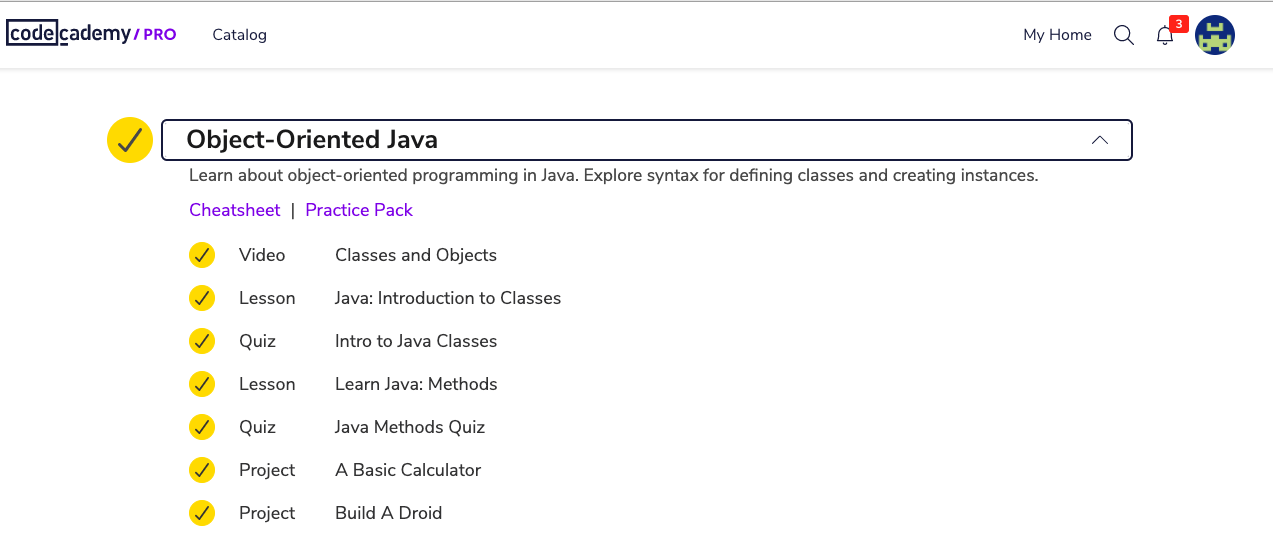 codecademy / PRO Catalog My Home 3
Object-Oriented Java
Learn about object-oriented programming in Java. Explore syntax for defining classes and creating instances.
Cheatsheet | Practice Pack
Video Classes and Objects
Lesson Java: Introduction to Classes
Quiz Intro to Java Classes
Lesson Learn Java: Methods
Quiz Java Methods Quiz
Project A Basic Calculator
Project Build A Droid